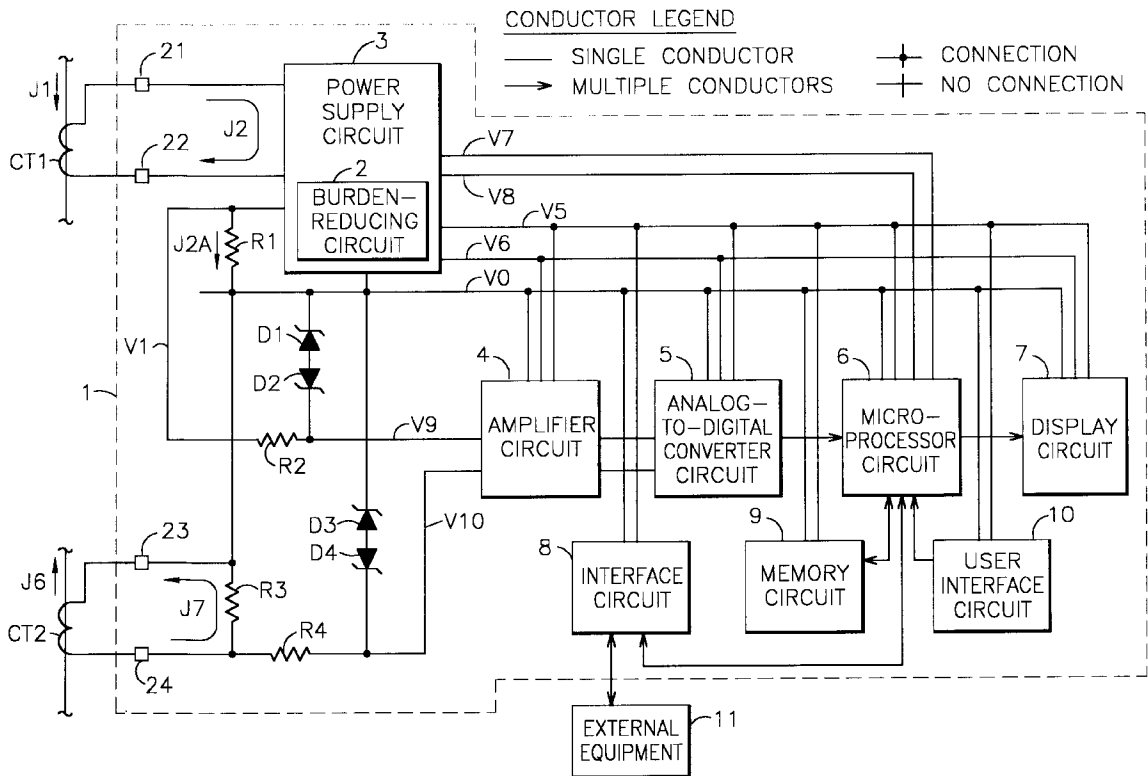 CONDUCTOR LEGEND
SINGLE CONDUCTOR
CONNECTION
MULTIPLE CONDUCTORS
NO CONNECTION
21
3
J1
J2
POWER
SUPPLY
CIRCUIT
22
CT1
2
BURDEN-
REDUCING
CIRCUIT
V7
V8
V5
V6
V0
J2A
R1
V1
D1
D2
1
4
AMPLIFIER
CIRCUIT
5
ANALOG-
TO-DIGITAL
CONVERTER
CIRCUIT
6
MICRO-
PROCESSOR
CIRCUIT
7
DISPLAY
CIRCUIT
R2
V9
V10
D3
D4
23
J6
J7
R3
CT2
R4
24
8
INTERFACE
CIRCUIT
9
MEMORY
CIRCUIT
10
USER
INTERFACE
CIRCUIT
EXTERNAL
EQUIPMENT
11